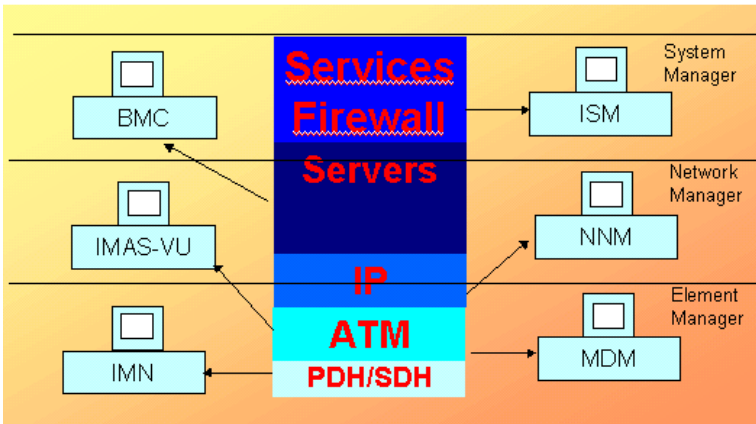 System
Manager
Services
Firewall
BMC
ISM
Servers
Network
Manager
IMAS-VU
NNM
IP
Element
Manager
ATM
IMN
PDH/SDH
MDM